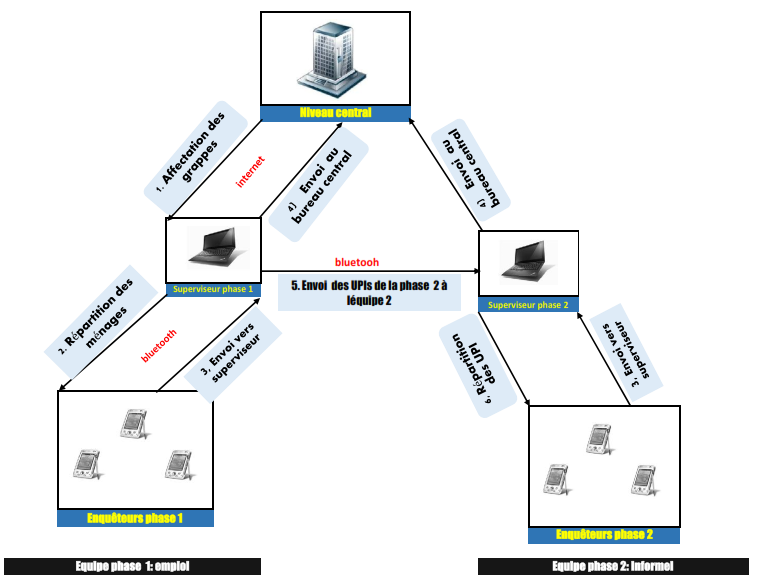 Niveau central
1. Affectation des
grappes
internet
4) Envoi au
bureau central
4) Envoi au
bureau central
Superviseur phase 1
bluetooh
5. Envoi des UPIs de la phase 2 à
léquipe 2
Superviseur phase 2
2. Répartition des
ménages
bluetooth
3, Envoi vers
superviseur
6. Répartition
des UPI
3, Envoi vers
superviseur
Enquêteurs phase 1
Enquêteurs phase 2
Equipe phase 1: emploi
Equipe phase 2: informel